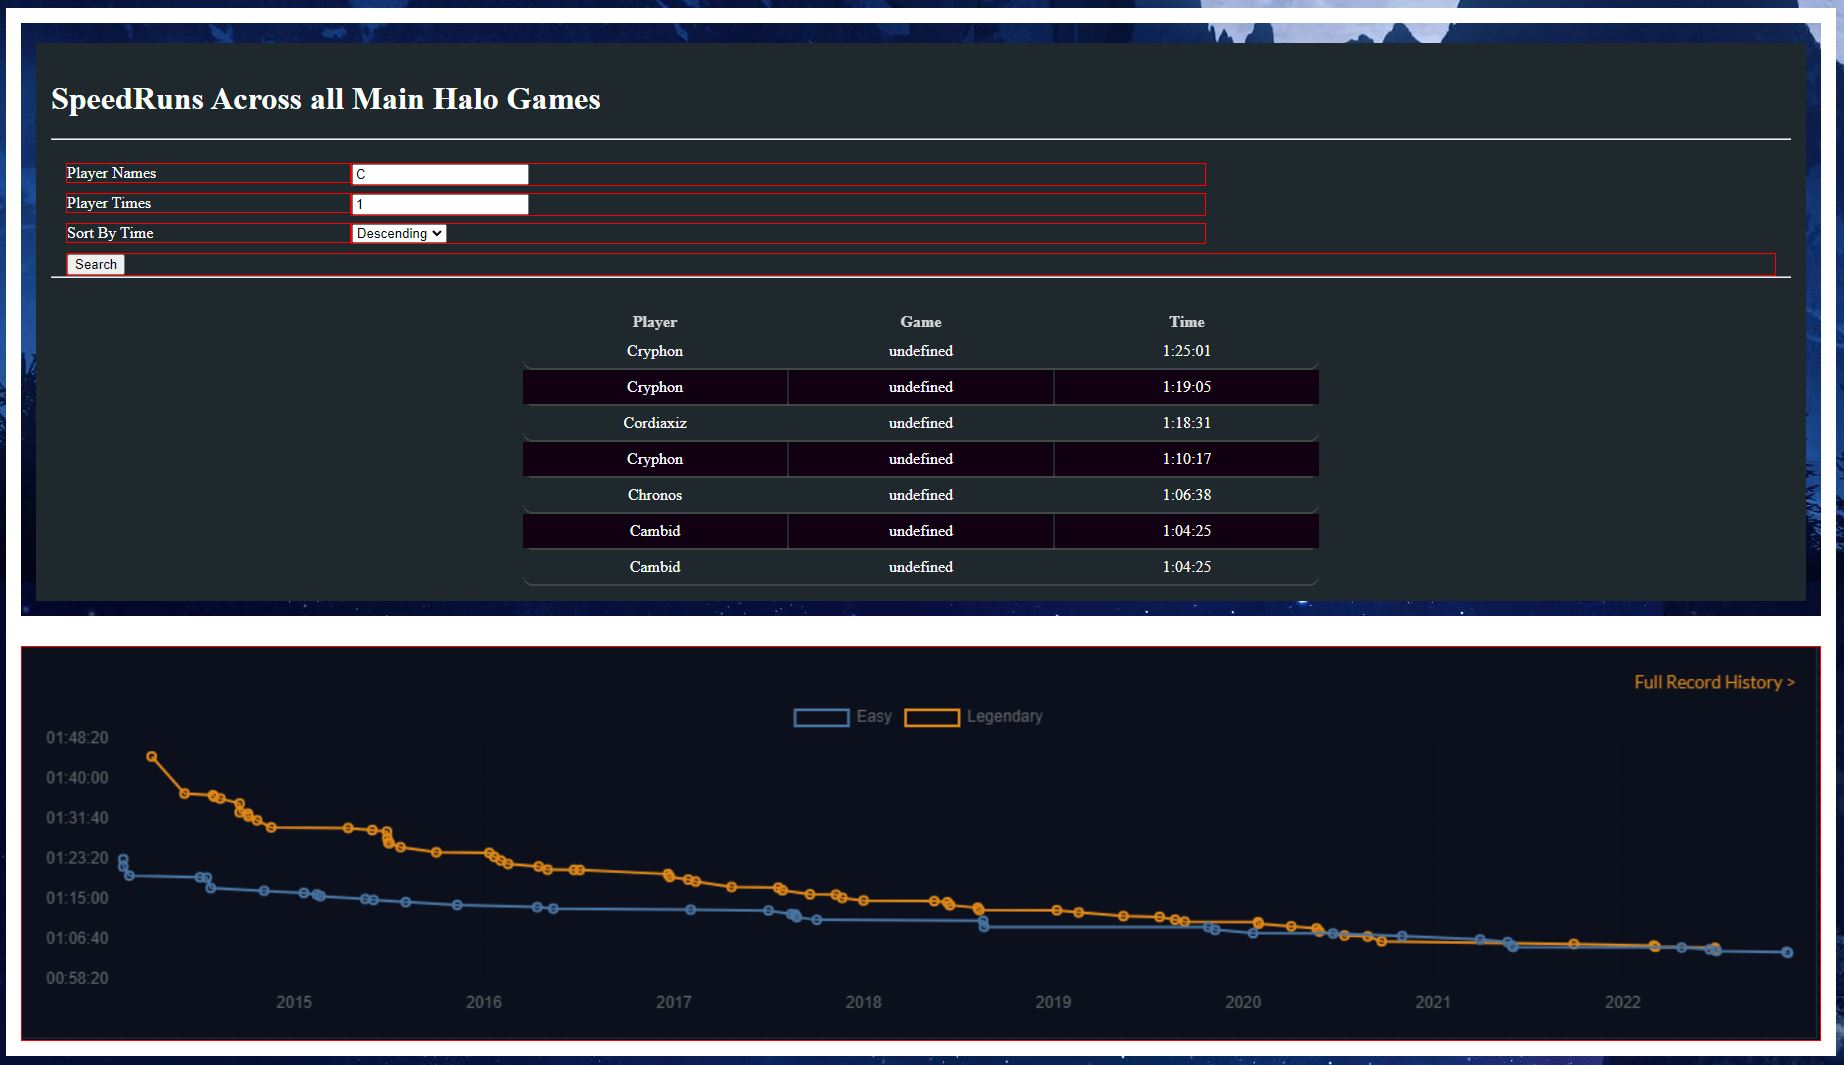 SpeedRuns Across all Main Halo Games
Player Names C
Player Times 1
Sort By Time Descending
Search
Player Game Time
Cryphon undefined 1:25:01
Cryphon undefined 1:19:05
Cordiaxiz undefined 1:18:31
Cryphon undefined 1:10:17
Chronos undefined 1:06:38
Cambid undefined 1:04:25
Cambid undefined 1:04:25
Full Record History >
Easy Legendary
01:48:20
01:40:00
01:31:40
01:23:20
01:15:00
01:06:40
00:58:20
2015 2016 2017 2018 2019 2020 2021 2022